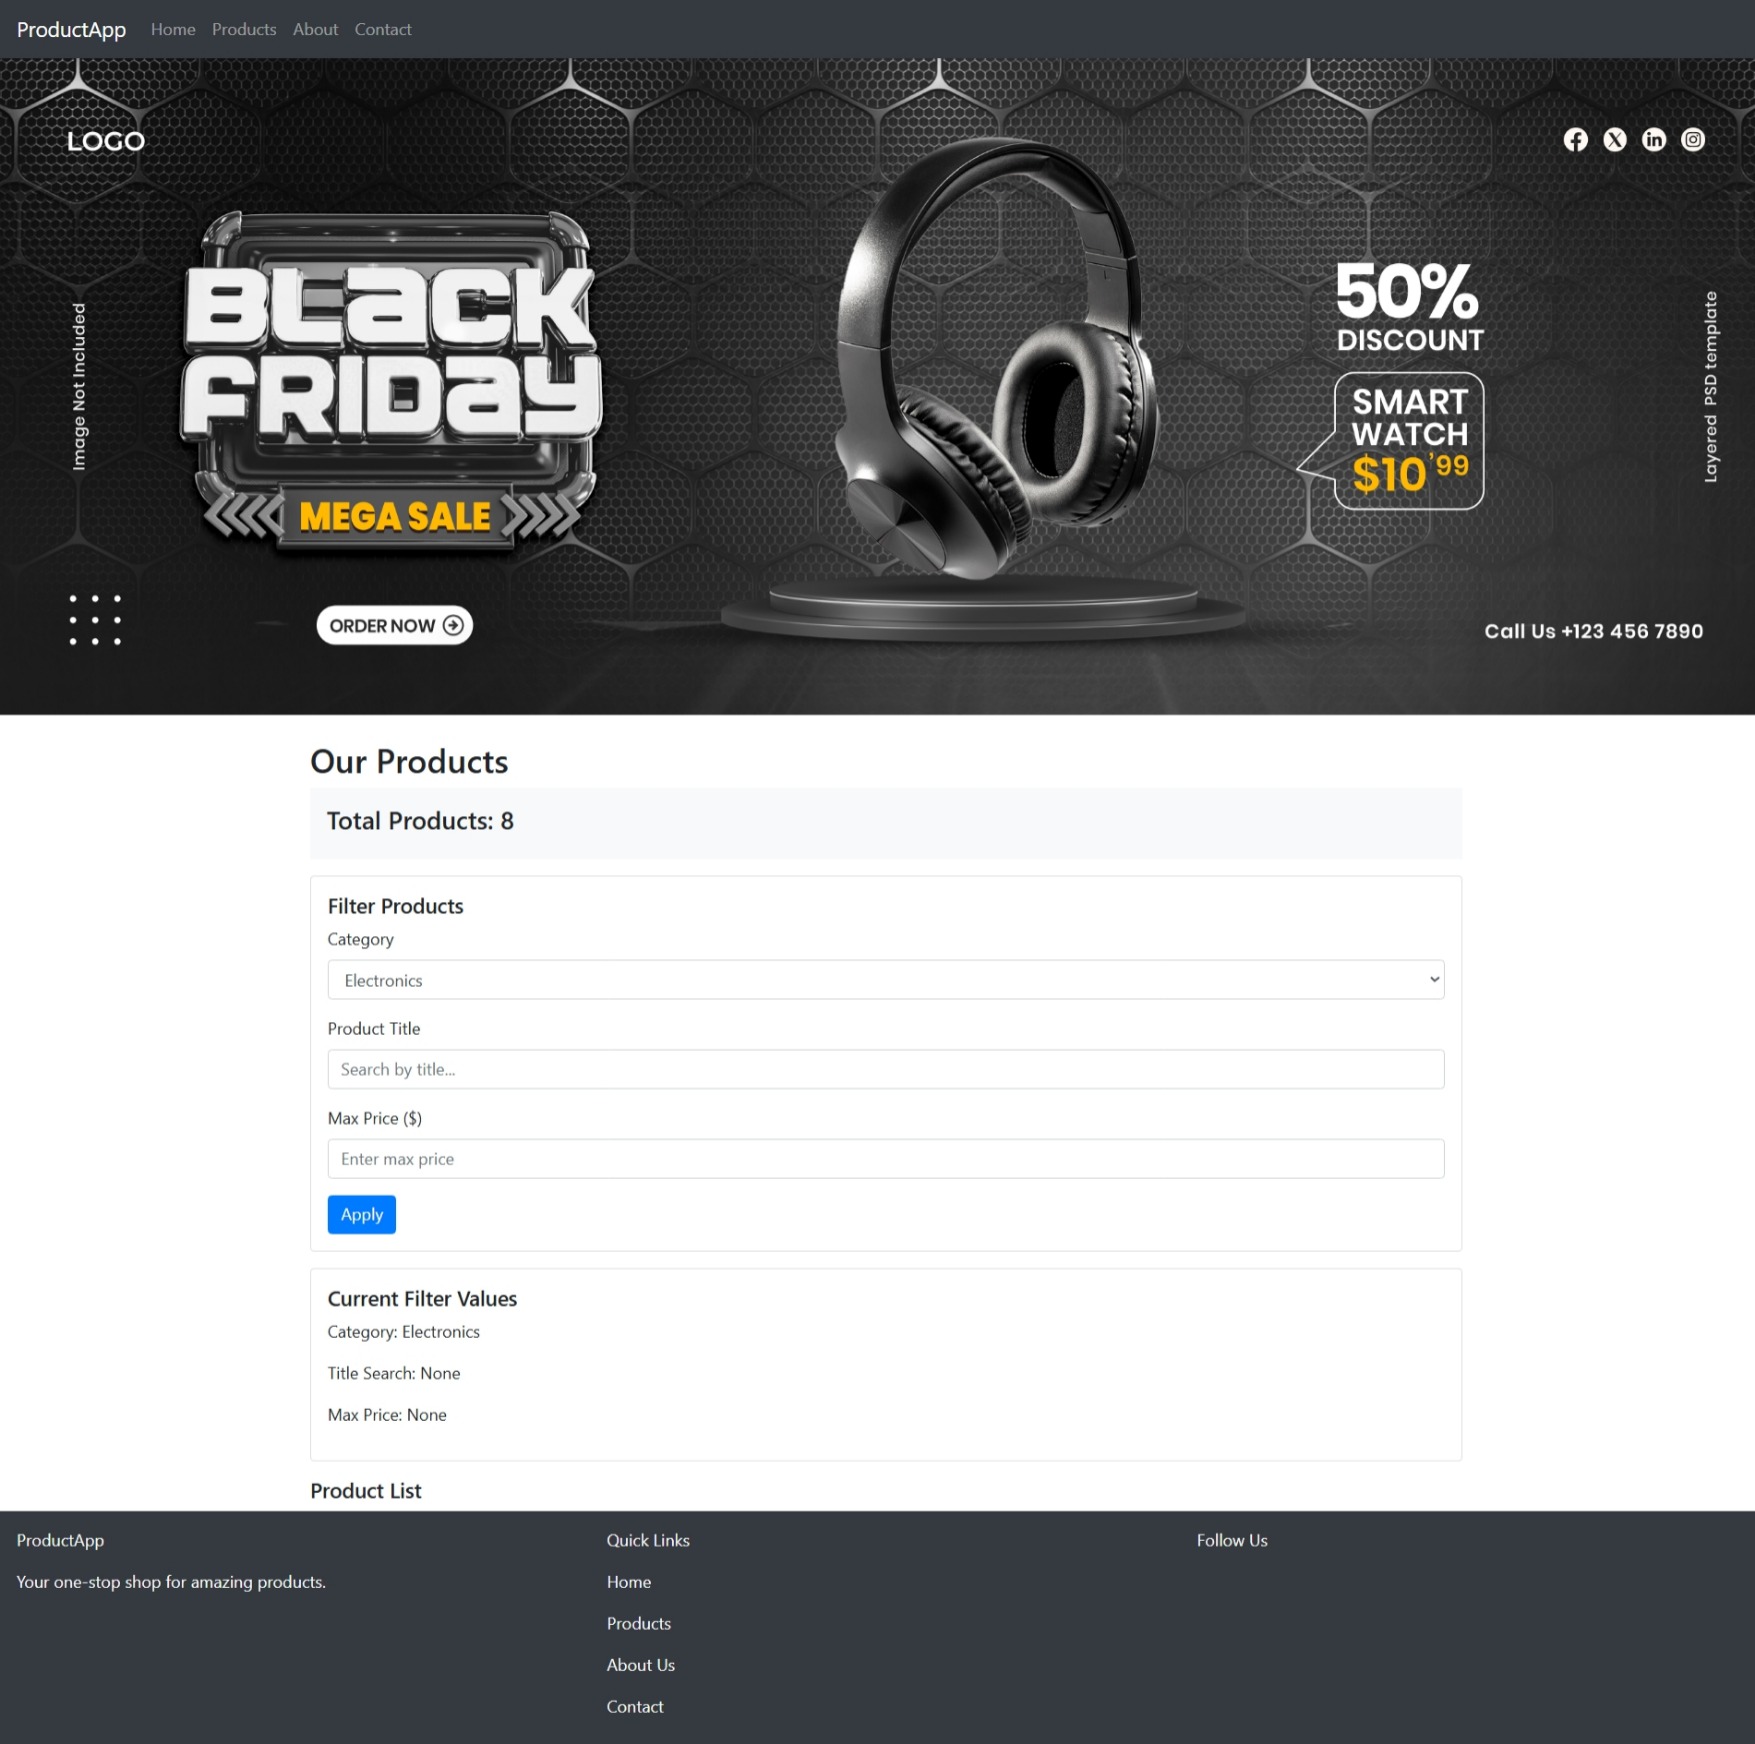 ProductApp Home Products About Contact
LOGO
BLACK
FRIDAY
MEGA SALE
Image Not Included
ORDER NOW
50%
DISCOUNT
SMART
WATCH
$10'99
Layered PSD template
Call Us +123 456 7890
Our Products
Total Products: 8
Filter Products
Category
Electronics
Product Title
Search by title...
Max Price ($)
Enter max price
Apply
Current Filter Values
Category: Electronics
Title Search: None
Max Price: None
Product List
ProductApp
Your one-stop shop for amazing products.
Quick Links
Home
Products
About Us
Contact
Follow Us